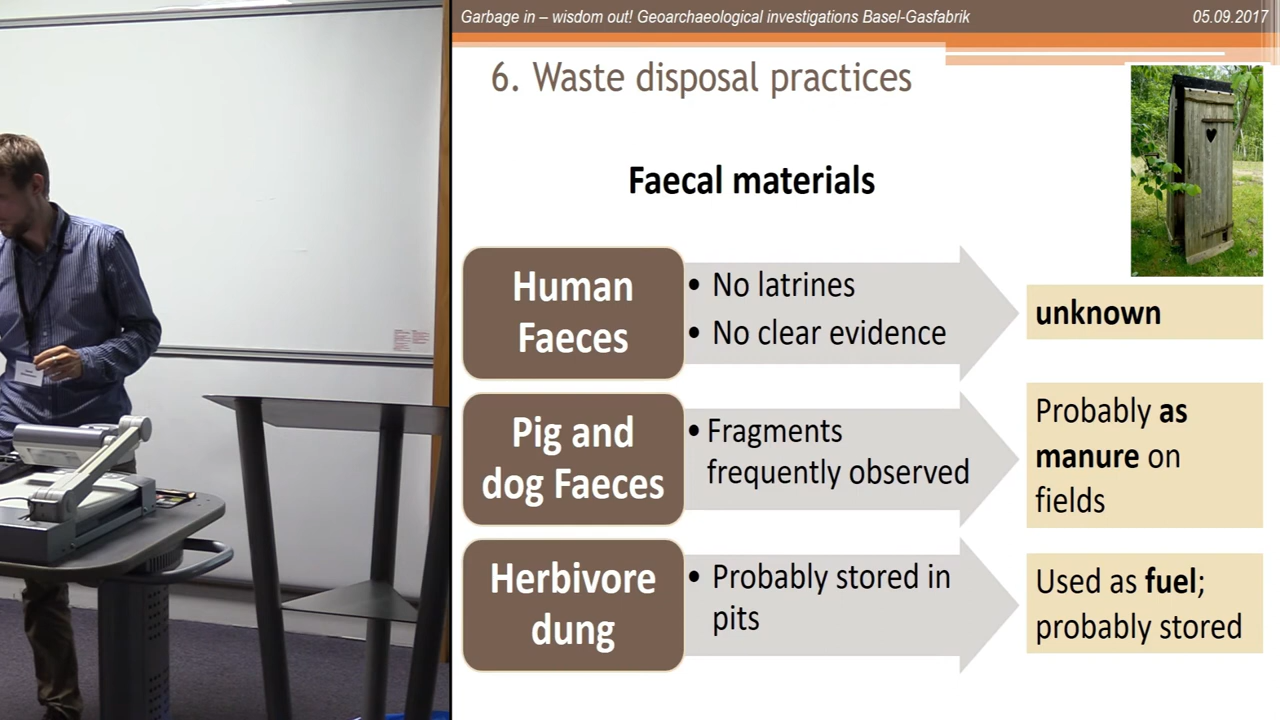 Garbage in – wisdom out! Geoarchaeological investigations Basel-Gasfabrik 05.09.2017
6. Waste disposal practices
Faecal materials
Human
Faeces
• No latrines
• No clear evidence
unknown
Pig and
dog Faeces
• Fragments
frequently observed
Probably as
manure on
fields
Herbivore
dung
• Probably stored in
pits
Used as fuel;
probably stored